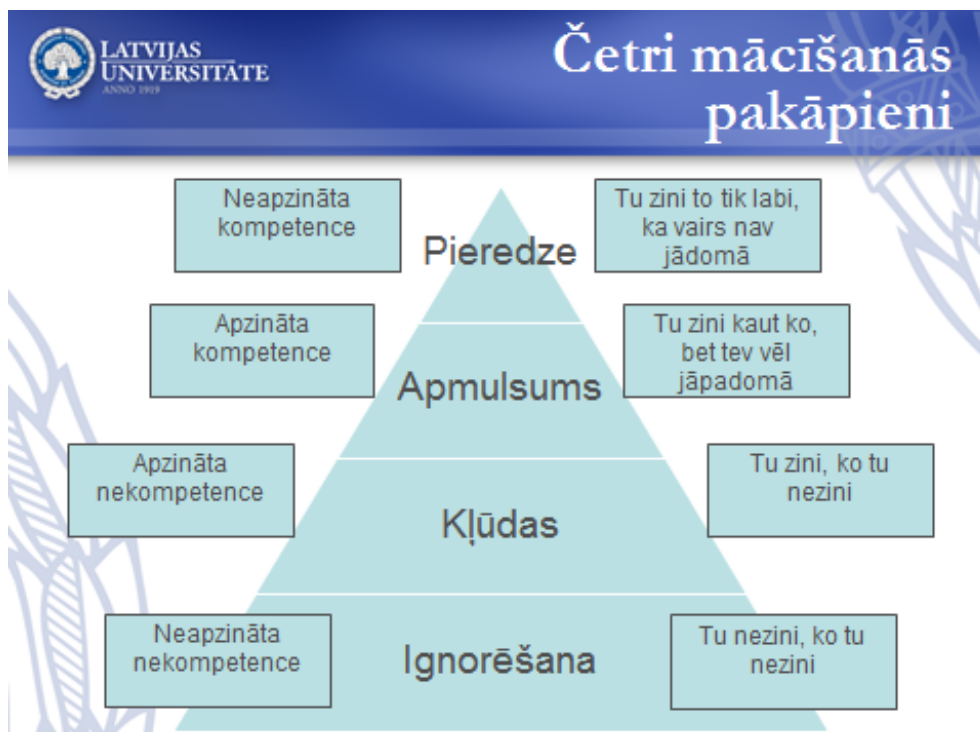 LATVIJAS
UNIVERSITĀTE
ANNO 1919
Četri mācīšanās
pakāpieni
Neapzināta
kompetence
Pieredze
Tu zini to tik labi,
ka vairs nav
jādomā
Apzināta
kompetence
Apmulsums
Tu zini kaut ko,
bet tev vēl
jāpadomā
Apzināta
nekompetence
Kļūdas
Tu zini, ko tu
nezini
Neapzināta
nekompetence
Ignorēšana
Tu nezini, ko tu
nezini